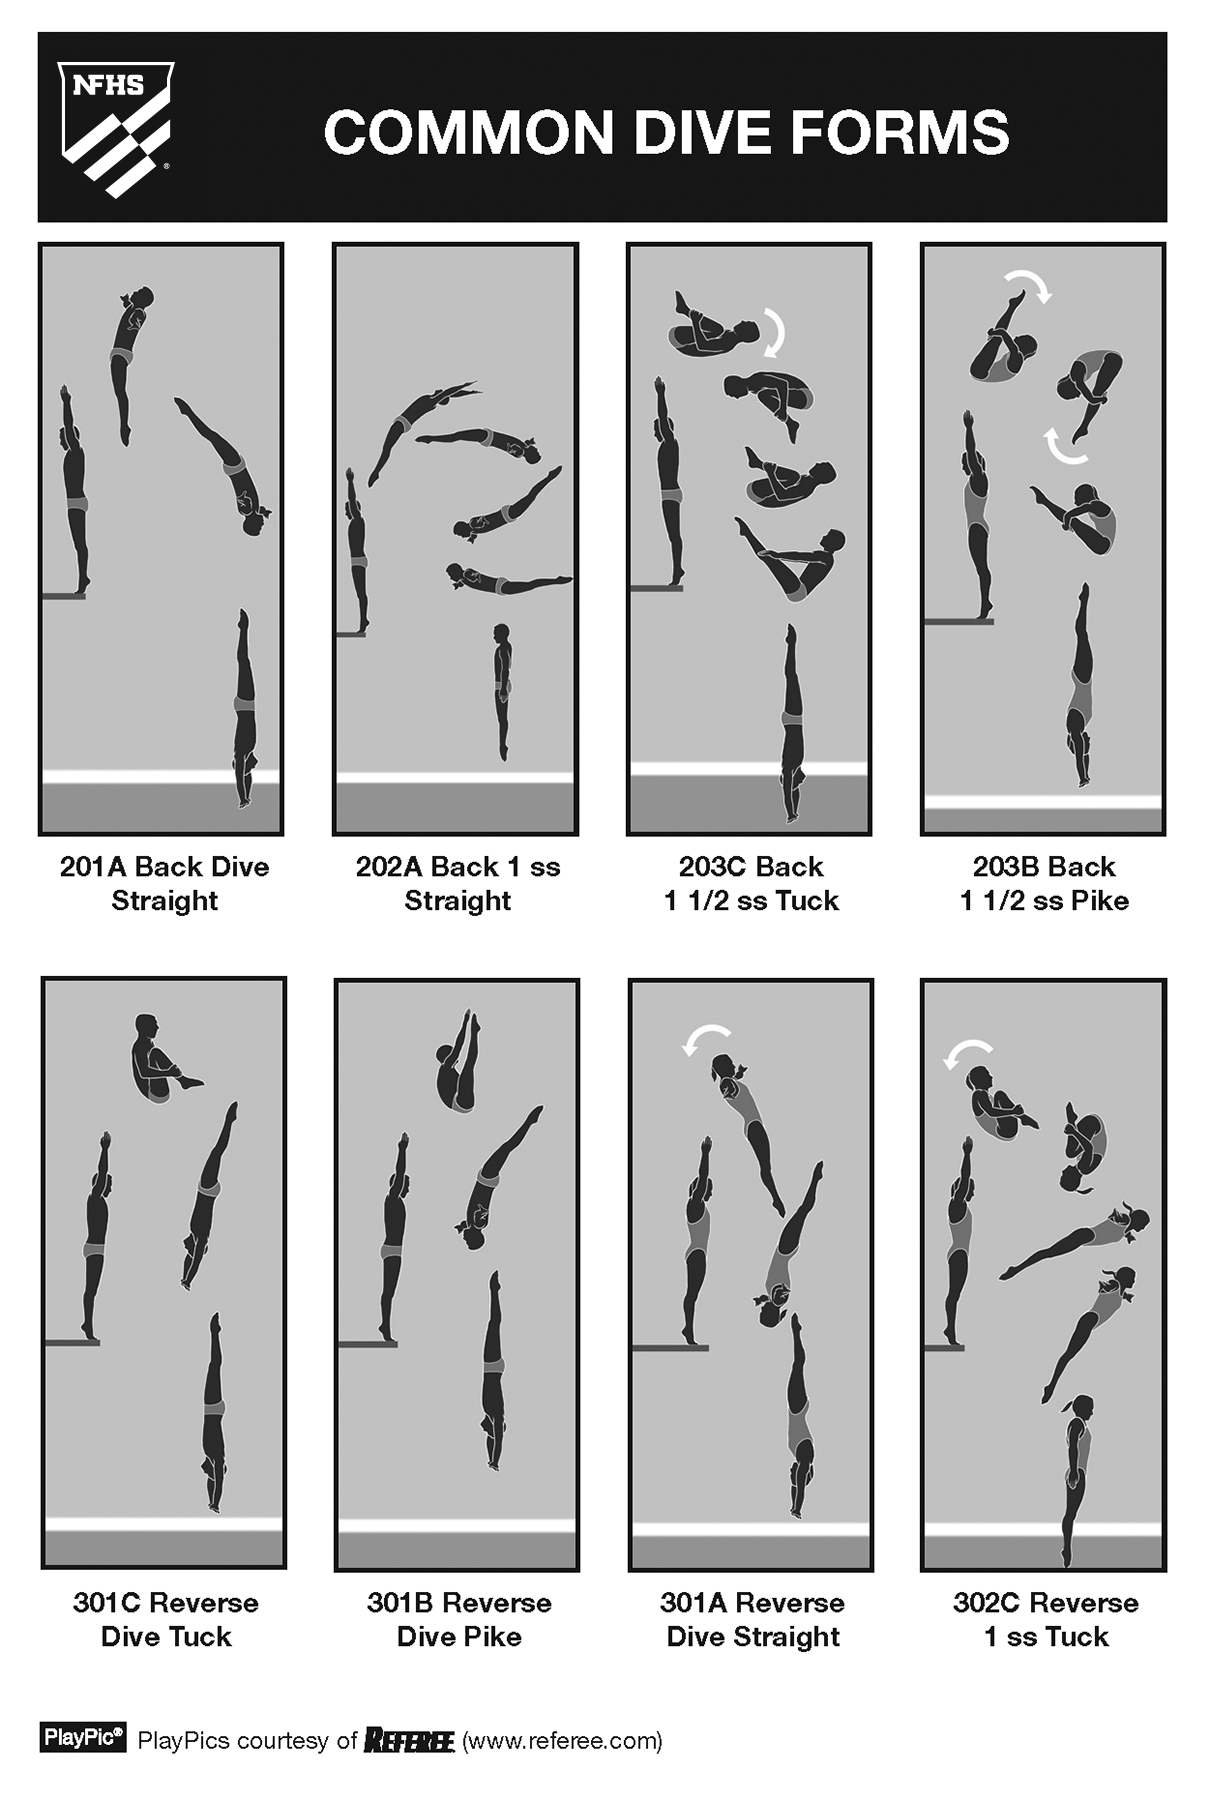 NFHS
®
COMMON DIVE FORMS
201A Back Dive
Straight
202A Back 1 ss
Straight
203C Back
1 1/2 ss Tuck
203B Back
1 1/2 ss Pike
301C Reverse
Dive Tuck
301B Reverse
Dive Pike
301A Reverse
Dive Straight
302C Reverse
1 ss Tuck
PlayPic® PlayPics courtesy of REFEREE (www.referee.com)